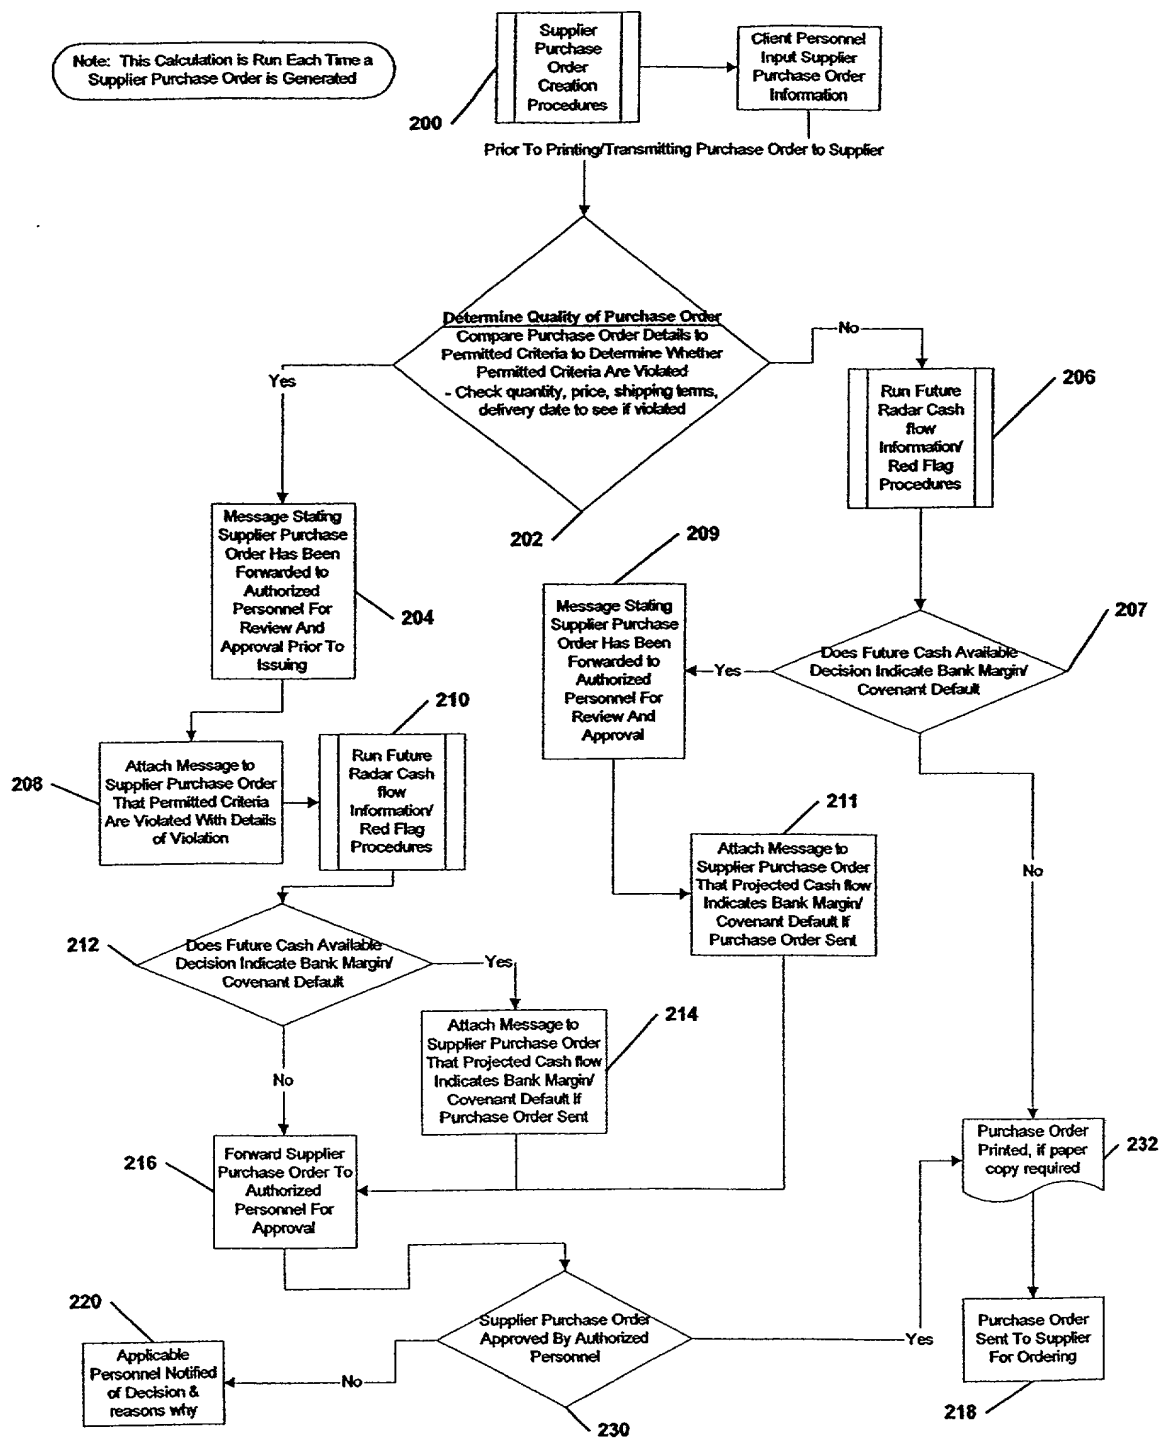 Note: This Calculation is Run Each Time a
Supplier Purchase Order is Generated
Supplier
Purchase
Order
Creation
Procedures
200
Client Personnel
Input Supplier
Purchase Order
Information
Prior To Printing/Transmitting Purchase Order to Supplier
Determine Quality of Purchase Order
Compare Purchase Order Details to
Permitted Criteria to Determine Whether
Permitted Criteria Are Violated
- Check quantity, price, shipping terms,
delivery date to see if violated
202
Yes
No
Run Future
Radar Cash
flow
Information/
Red Flag
Procedures
206
Message Stating
Supplier Purchase
Order Has Been
Forwarded to
Authorized
Personnel For
Review And
Approval Prior To
Issuing
204
209
Message Stating
Supplier Purchase
Order Has Been
Forwarded to
Authorized
Personnel For
Review And
Approval
Yes
Does Future Cash Available
Decision Indicate Bank Margin/
Covenant Default
207
208
Attach Message to
Supplier Purchase Order
That Permitted Criteria
Are Violated With Details
of Violation
210
Run Future
Radar Cash
flow
Information/
Red Flag
Procedures
211
Attach Message to
Supplier Purchase Order
That Projected Cash flow
Indicates Bank Margin/
Covenant Default If
Purchase Order Sent
No
212
Does Future Cash Available
Decision Indicate Bank Margin/
Covenant Default
Yes
214
Attach Message to
Supplier Purchase Order
That Projected Cash flow
Indicates Bank Margin/
Covenant Default If
Purchase Order Sent
No
216
Forward Supplier
Purchase Order To
Authorized
Personnel For
Approval
Purchase Order
Printed, if paper
copy required
232
220
Applicable
Personnel Notified
of Decision &
reasons why
No
Supplier Purchase Order
Approved By Authorized
Personnel
230
Yes
Purchase Order
Sent To Supplier
For Ordering
218